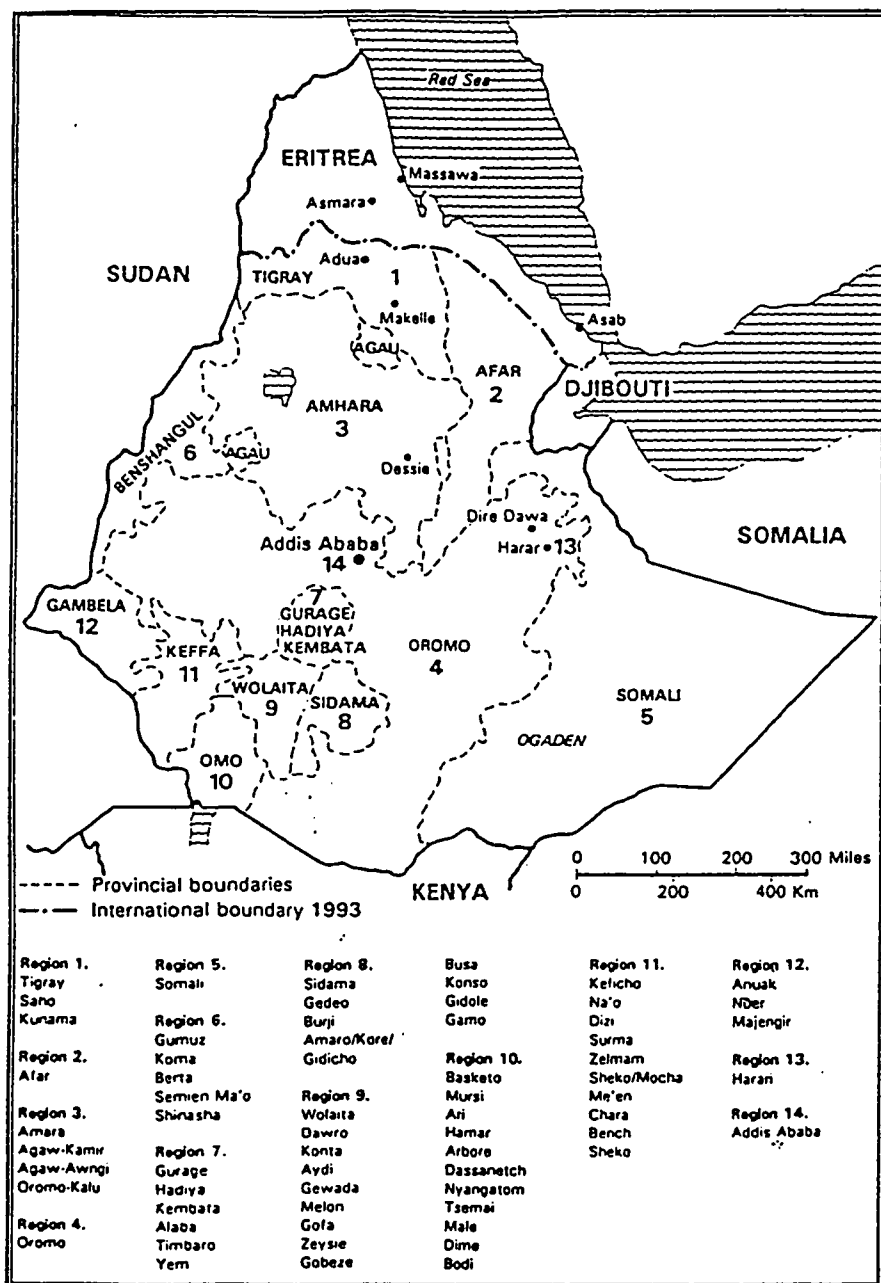 Red Sea
ERITREA
Massawa
Asmara
SUDAN
Adua
TIGRAY
1
Makelle
Asab
AGAU
AFAR
2
DJIBOUTI
AMHARA
3
BENSHANGUL
6
AGAU
Dessie
Dire Dawa
Harar
13
SOMALIA
Addis Ababa
14
GAMBELA
12
7
GURAGE
HADIYA
KEMBATA
KEFFA
11
OROMO
4
WOLAITA
9
SIDAMA
8
SOMALI
5
OGADEN
OMO
10
0 100 200 300 Miles
0 200 400 Km
Provincial boundaries
International boundary 1993
KENYA
Region 1.
Tigray
Saho
Kunama
Region 2.
Afar
Region 3.
Amara
Agaw-Kamir
Agaw-Awngi
Oromo-Kalu
Region 4.
Oromo
Region 5.
Somali
Region 6.
Gumuz
Koma
Berta
Semien Ma'o
Shinasha
Region 7.
Gurage
Hadiya
Kembata
Alaba
Timbaro
Yem
Region 8.
Sidama
Gedeo
Burji
Amaro/Kore/
Gidicho
Region 9.
Wolaita
Dawro
Konta
Aydi
Gewada
Melon
Gofa
Zeysie
Gobeze
Busa
Konso
Gidole
Gamo
Region 10.
Basketo
Mursi
Ari
Hamar
Arbore
Dassanetch
Nyangatom
Tsemai
Male
Dime
Bodi
Region 11.
Keficho
Na'o
Dizi
Surma
Zelmam
Sheko/Mocha
Me'en
Chara
Bench
Sheko
Region 12.
Anuak
Majengir
Region 13.
Harari
Region 14.
Addis Ababa